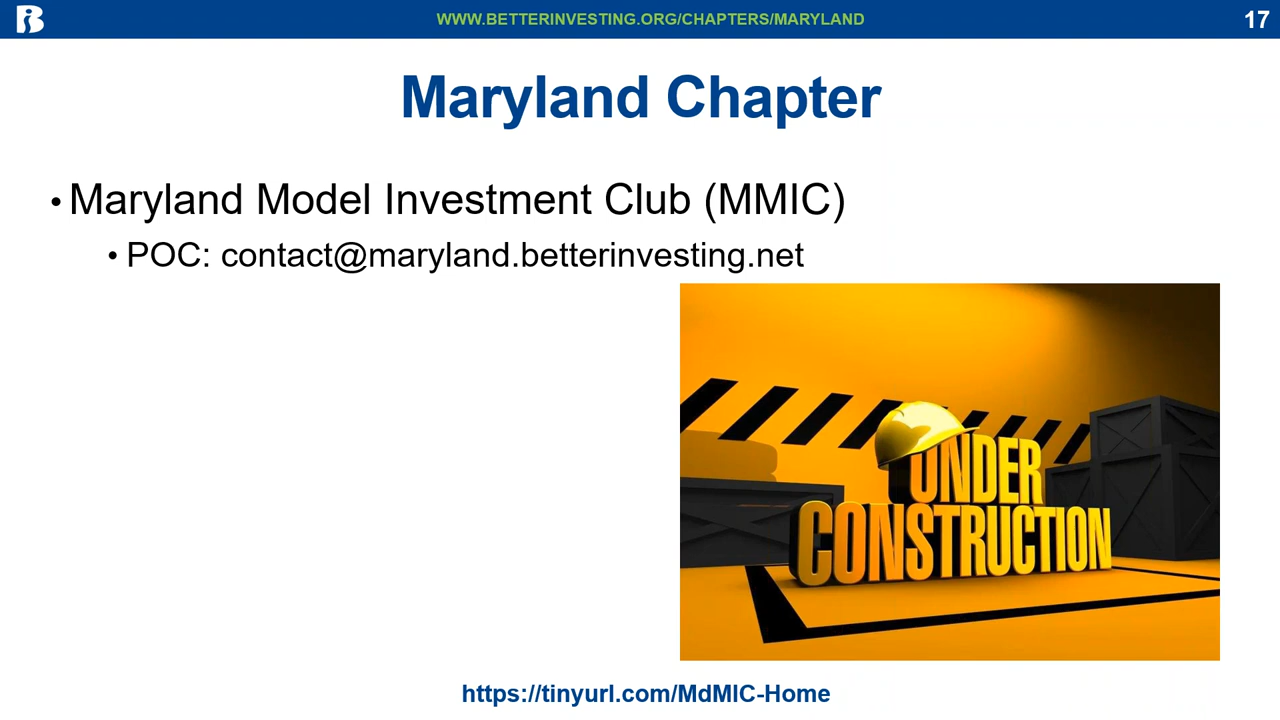 WWW.BETTERINVESTING.ORG/CHAPTERS/MARYLAND
17
Maryland Chapter
• Maryland Model Investment Club (MMIC)
• POC: contact@maryland.betterinvesting.net
UNDER
CONSTRUCTION
https://tinyurl.com/MdMIC-Home